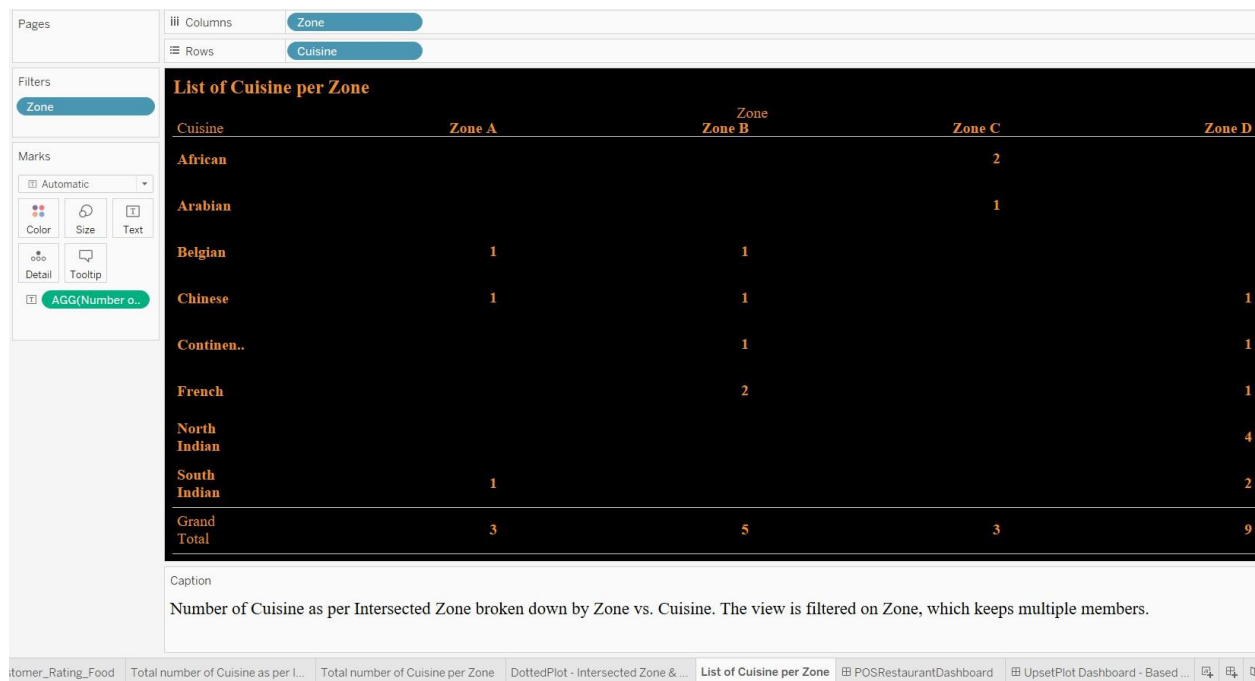 Pages
iii Columns Zone
Rows Cuisine
Filters
Zone
Marks
Automatic
Color Size Text
Detail Tooltip
AGG(Number o..
List of Cuisine per Zone
Zone
Cuisine Zone A Zone B Zone C Zone D
African 2
Arabian 1
Belgian 1 1
Chinese 1 1 1
Continen.. 1 1
French 2 1
North
Indian 4
South
Indian 1 2
Grand
Total 3 5 3 9
Caption
Number of Cuisine as per Intersected Zone broken down by Zone vs. Cuisine. The view is filtered on Zone, which keeps multiple members.
stomer_Rating_Food Total number of Cuisine as per I... Total number of Cuisine per Zone DottedPlot - Intersected Zone & ... List of Cuisine per Zone POSRestaurantDashboard UpsetPlot Dashboard - Based ...